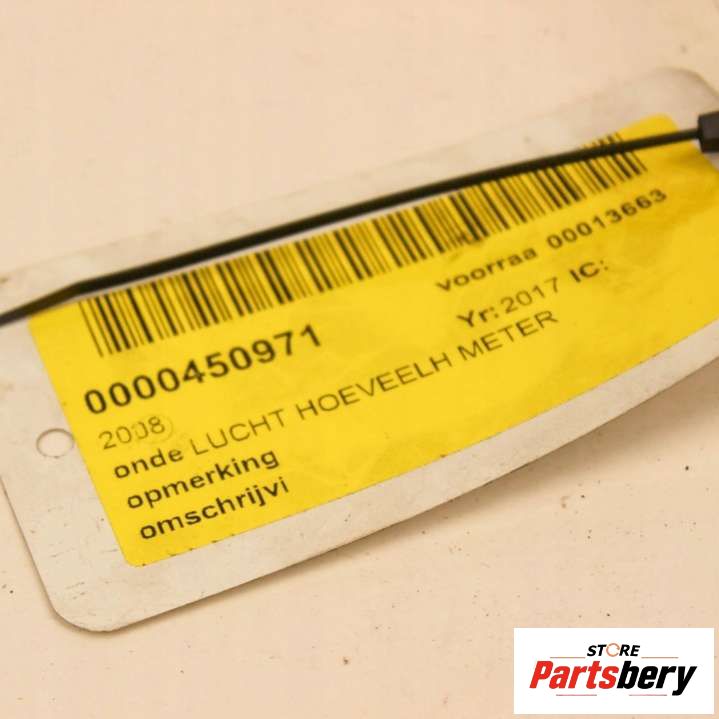 0000450971
voorraa 00013663
2008
Yr: 2017 IC:
onde LUCHT HOEVEELH METER
opmerking
omschrijvi
STORE
Partsbery